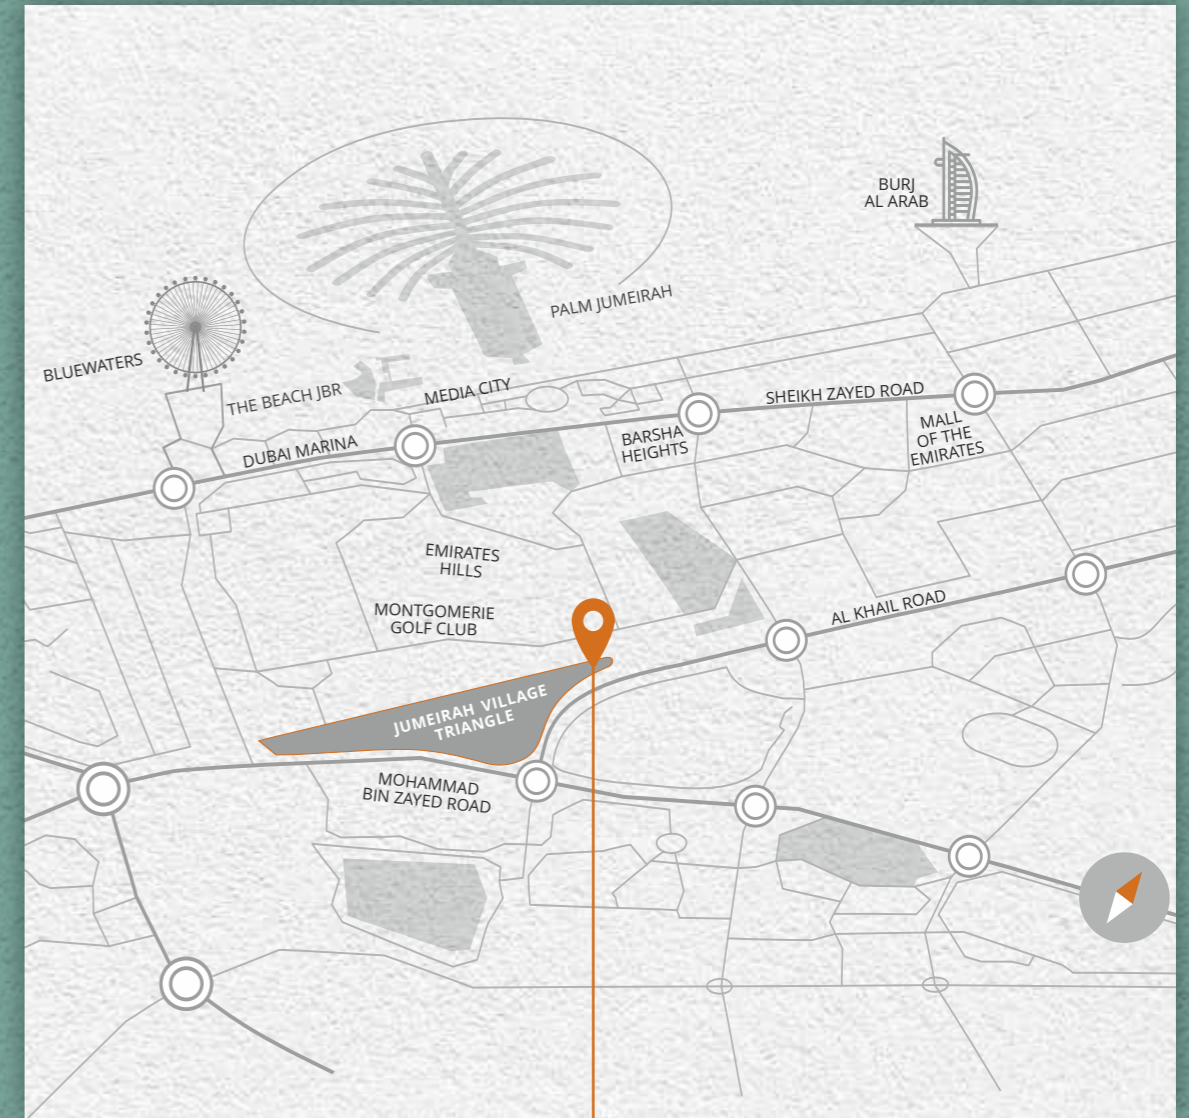 BURJ
AL ARAB
PALM JUMEIRAH
BLUEWATERS
THE BEACH JBR
MEDIA CITY
SHEIKH ZAYED ROAD
DUBAI MARINA
BARSHA
HEIGHTS
MALL
OF THE
EMIRATES
EMIRATES
HILLS
MONTGOMERIE
GOLF CLUB
AL KHAIL ROAD
JUMEIRAH VILLAGE
TRIANGLE
MOHAMMAD
BIN ZAYED ROAD